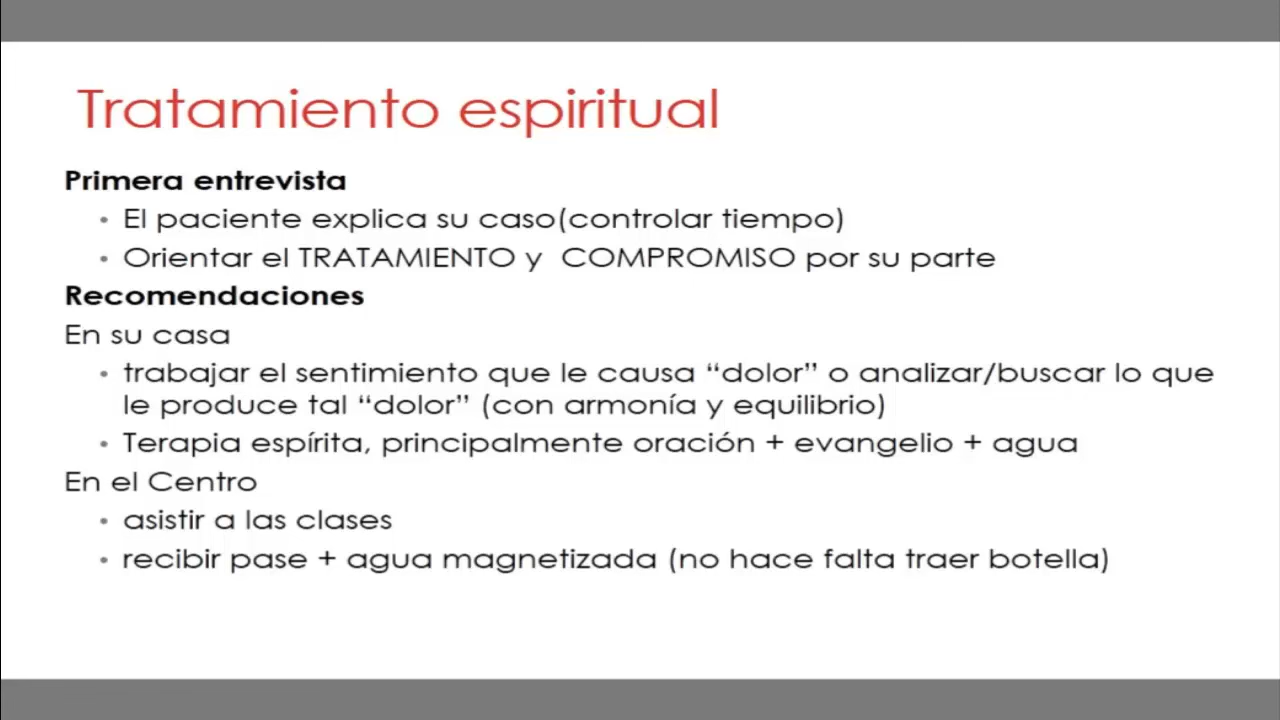 Tratamiento espiritual
Primera entrevista
• El paciente explica su caso(controlar tiempo)
• Orientar el TRATAMIENTO y COMPROMISO por su parte
Recomendaciones
En su casa
• trabajar el sentimiento que le causa “dolor” o analizar/buscar lo que
le produce tal “dolor” (con armonía y equilibrio)
• Terapia espírita, principalmente oración + evangelio + agua
En el Centro
• asistir a las clases
• recibir pase + agua magnetizada (no hace falta traer botella)